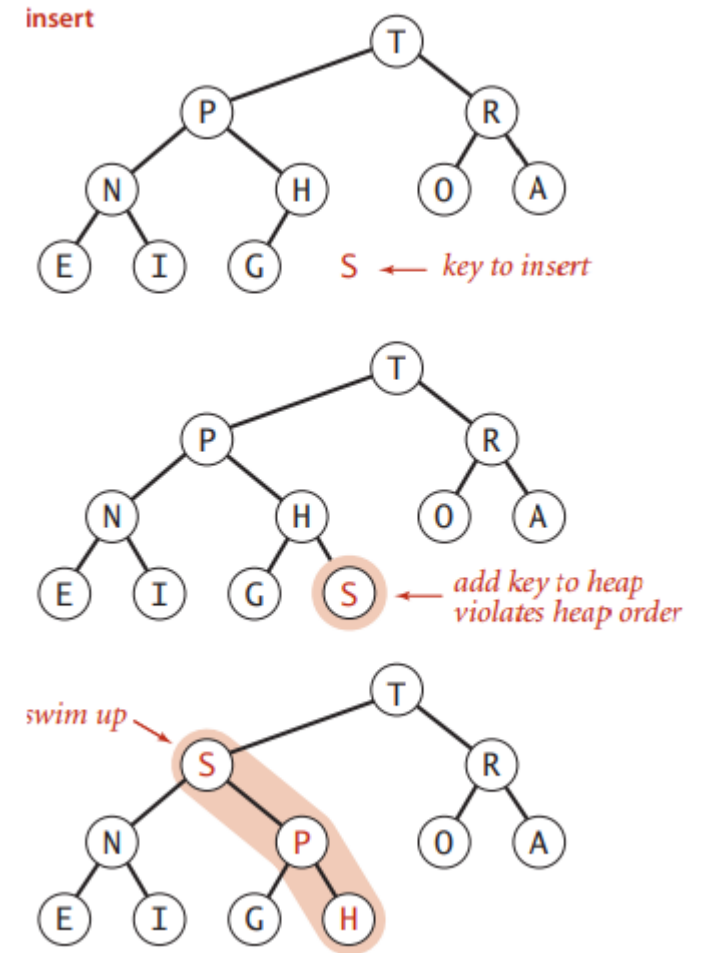 insert
T
P R
N H O A
E I G S ← key to insert
T
P R
N H O A
E I G S ← add key to heap
violates heap order
T
swim up
S R
N P O A
E I G H